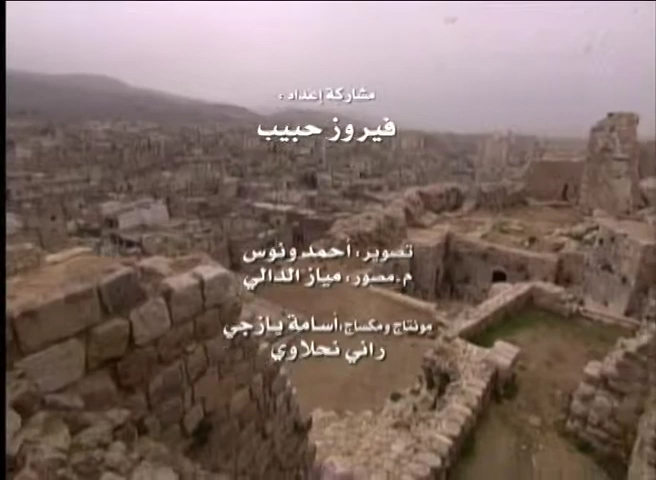 مشاركة إعداد :
فيروز حبيب
تصوير: أحمد ونوس
م.مصور: مياز الدالي
مونتاج ومكساج: أسامة يازجي
راني نحلاوي